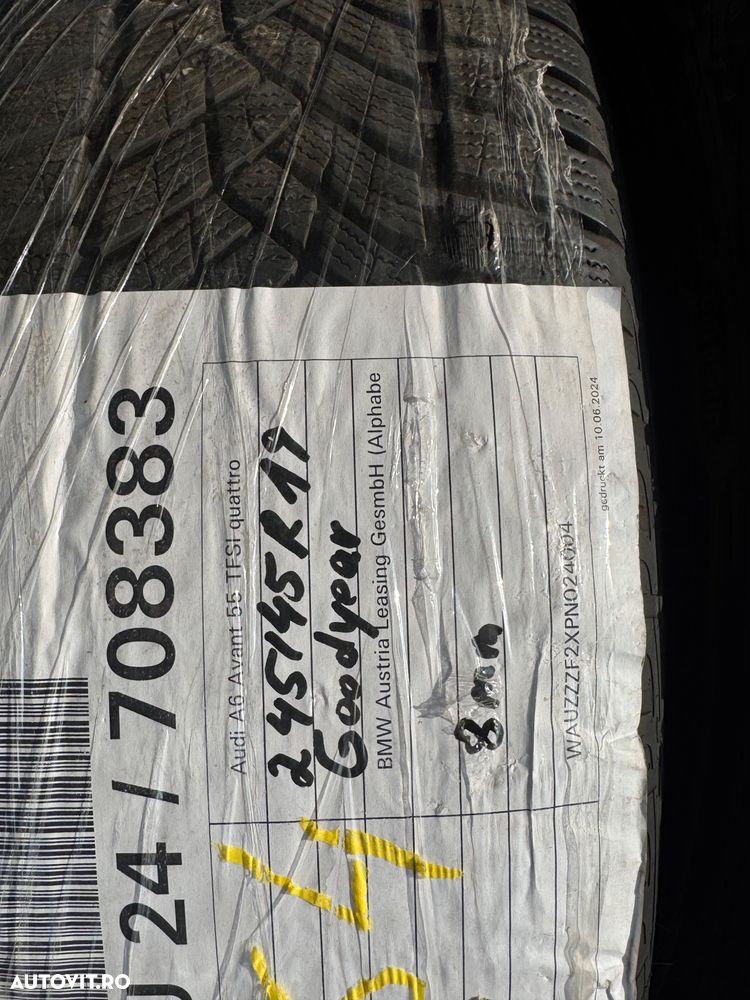 24 / 708383
Audi A6 Avant 55 TFSI quattro
245/45R19
Goodyear
BMW Austria Leasing GesmbH (Alphabe
8mm
WAUZZZF2XPN024004
gedruckt am 10.06.2024
AUTOVIT.RO